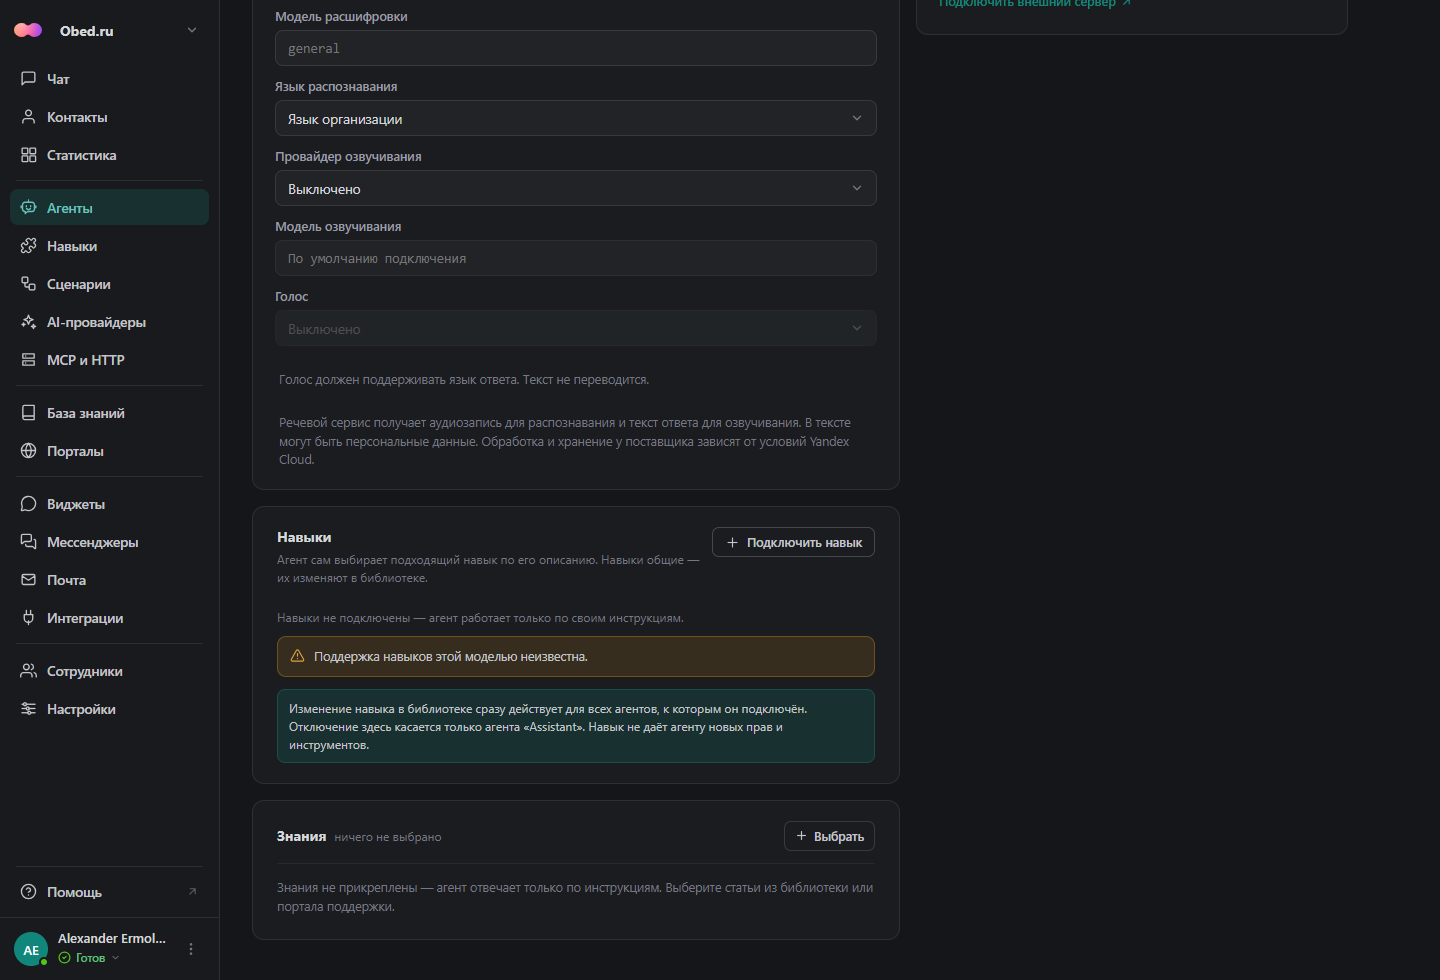 Obed.ru
Чат
Контакты
Статистика
Агенты
Навыки
Сценарии
AI-провайдеры
MCP и HTTP
База знаний
Порталы
Виджеты
Мессенджеры
Почта
Интеграции
Сотрудники
Настройки
Помощь
AE
Alexander Ermol...
Готов
Модель расшифровки
general
Язык распознавания
Язык организации
Провайдер озвучивания
Выключено
Модель озвучивания
По умолчанию подключения
Голос
Выключено
Голос должен поддерживать язык ответа. Текст не переводится.
Речевой сервис получает аудиозапись для распознавания и текст ответа для озвучивания. В тексте
могут быть персональные данные. Обработка и хранение у поставщика зависят от условий Yandex
Cloud.
Навыки
Подключить навык
Агент сам выбирает подходящий навык по его описанию. Навыки общие —
их изменяют в библиотеке.
Навыки не подключены — агент работает только по своим инструкциям.
Поддержка навыков этой моделью неизвестна.
Изменение навыка в библиотеке сразу действует для всех агентов, к которым он подключён.
Отключение здесь касается только агента «Assistant». Навык не даёт агенту новых прав и
инструментов.
Знания ничего не выбрано
Выбрать
Знания не прикреплены — агент отвечает только по инструкциям. Выберите статьи из библиотеки или
портала поддержки.
Подключить внешний сервер